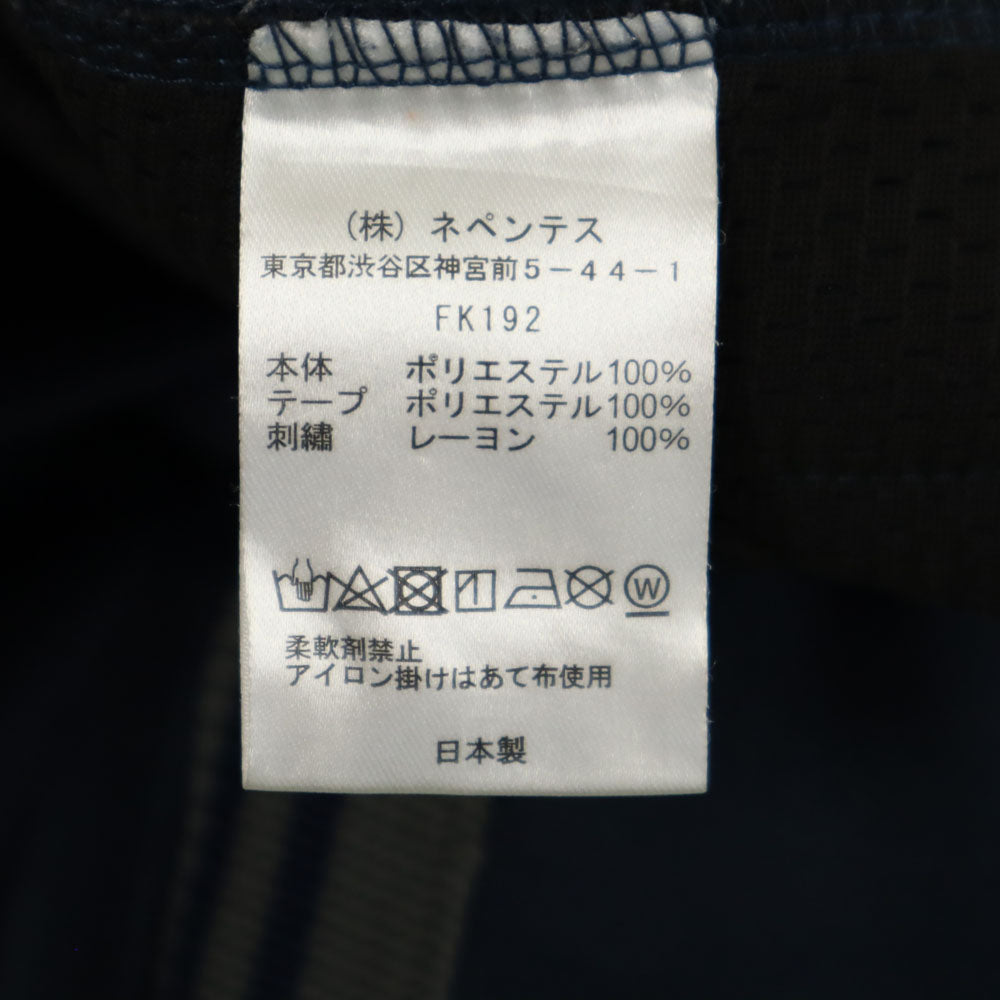 (株)ネペンテス
東京都渋谷区神宮前5-44-1
FK192
本体 ポリエステル100%
テープ ポリエステル100%
刺繡 レーヨン 100%
W
柔軟剤禁止
アイロン掛けはあて布使用
日本製